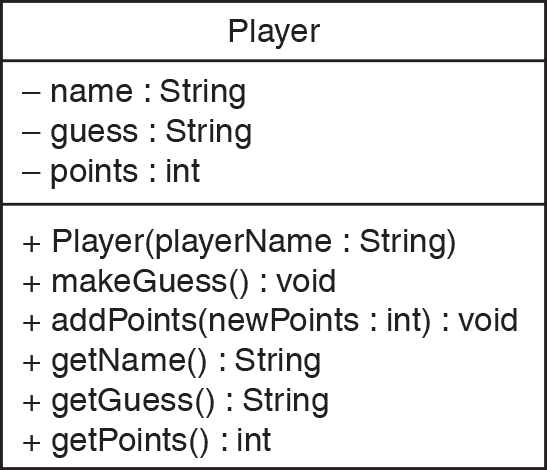 Player
– name : String
– guess : String
– points : int
+ Player(playerName : String)
+ makeGuess() : void
+ addPoints(newPoints : int) : void
+ getName() : String
+ getGuess() : String
+ getPoints() : int